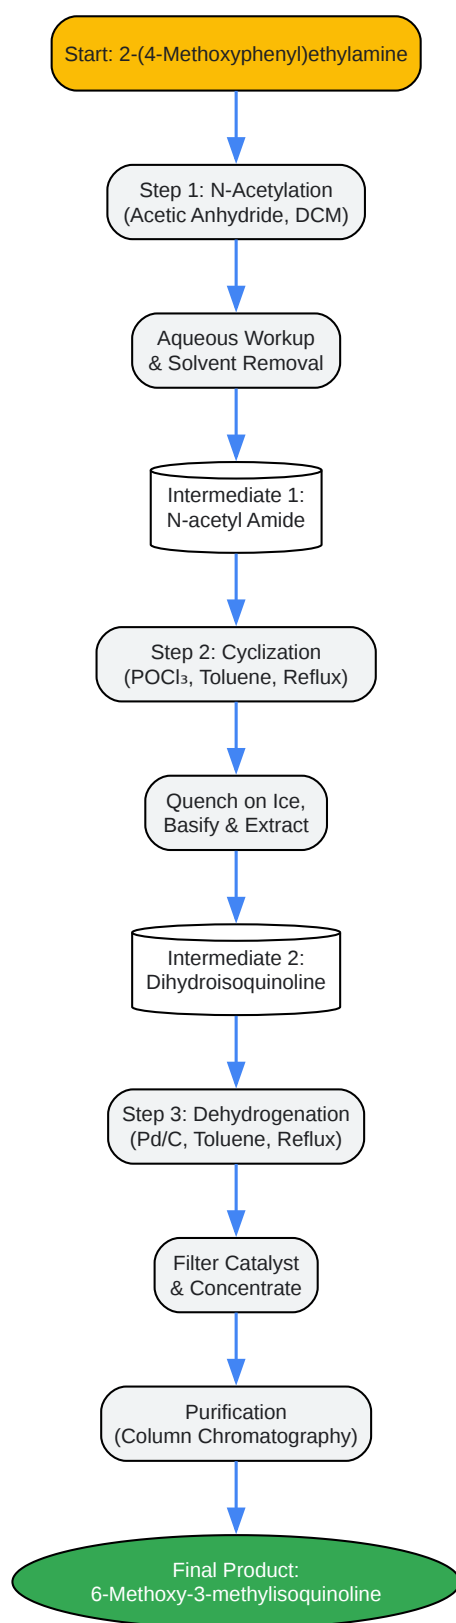 Start: 2-(4-Methoxyphenyl)ethylamine
Step 1: N-Acetylation
(Acetic Anhydride, DCM)
Aqueous Workup
& Solvent Removal
Intermediate 1:
N-acetyl Amide
Step 2: Cyclization
(POCl₃, Toluene, Reflux)
Quench on Ice,
Basify & Extract
Intermediate 2:
Dihydroisoquinoline
Step 3: Dehydrogenation
(Pd/C, Toluene, Reflux)
Filter Catalyst
& Concentrate
Purification
(Column Chromatography)
Final Product:
6-Methoxy-3-methylisoquinoline